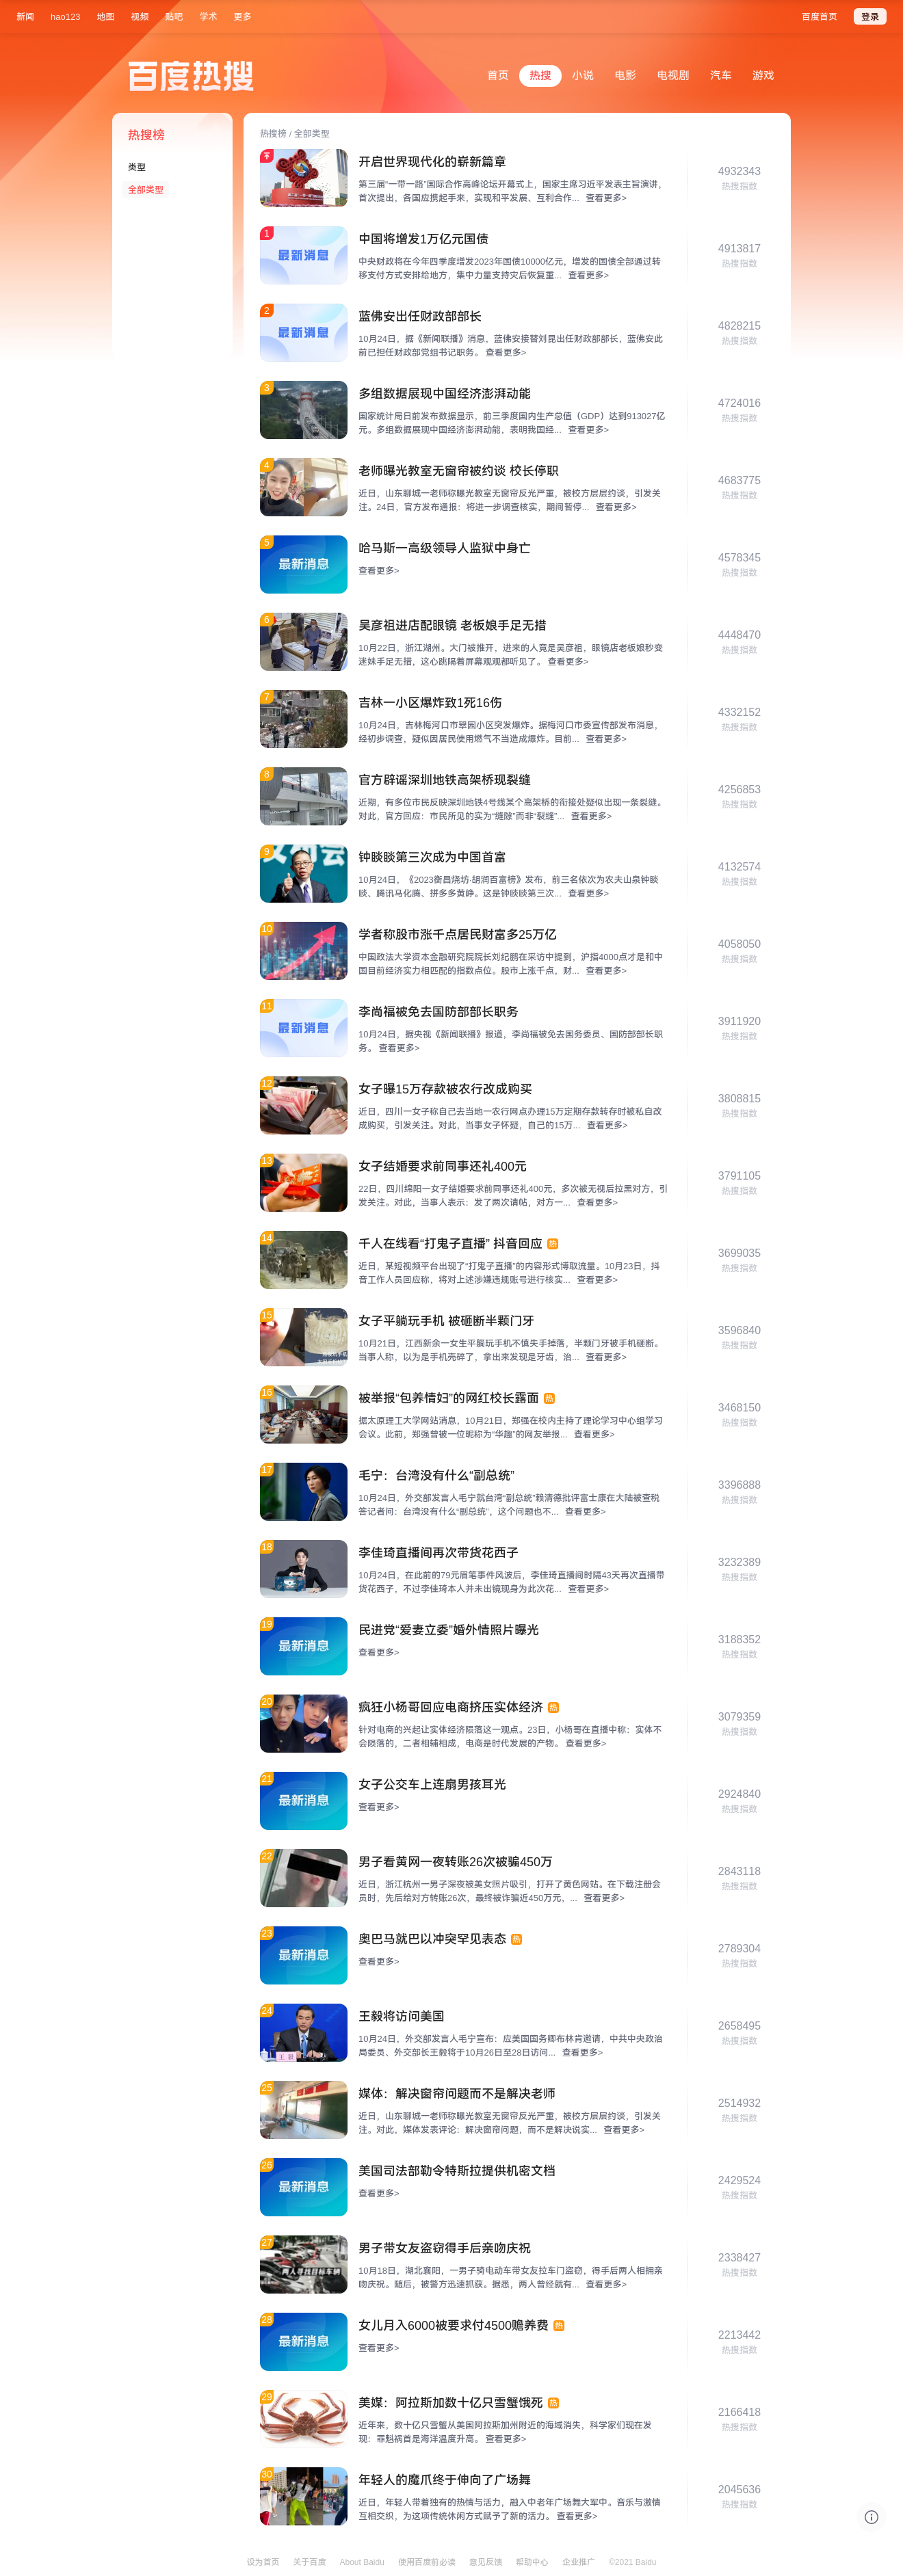 新闻 hao123 地图 视频 贴吧 学术 更多 百度首页 登录
百度热搜 首页 热搜 小说 电影 电视剧 汽车 游戏
热搜榜
类型
全部类型
热搜榜 / 全部类型
开启世界现代化的崭新篇章
第三届“一带一路”国际合作高峰论坛开幕式上，国家主席习近平发表主旨演讲，
首次提出，各国应携起手来，实现和平发展、互利合作... 查看更多>
4932343
热搜指数
1
最新消息
中国将增发1万亿元国债
中央财政将在今年四季度增发2023年国债10000亿元，增发的国债全部通过转
移支付方式安排给地方，集中力量支持灾后恢复重... 查看更多>
4913817
热搜指数
2
最新消息
蓝佛安出任财政部部长
10月24日，据《新闻联播》消息，蓝佛安接替刘昆出任财政部部长，蓝佛安此
前已担任财政部党组书记职务。 查看更多>
4828215
热搜指数
3
多组数据展现中国经济澎湃动能
国家统计局日前发布数据显示，前三季度国内生产总值（GDP）达到913027亿
元。多组数据展现中国经济澎湃动能，表明我国经... 查看更多>
4724016
热搜指数
4
老师曝光教室无窗帘被约谈 校长停职
近日，山东聊城一老师称曝光教室无窗帘反光严重，被校方层层约谈，引发关
注。24日，官方发布通报：将进一步调查核实，期间暂停... 查看更多>
4683775
热搜指数
5
最新消息
哈马斯一高级领导人监狱中身亡
查看更多>
4578345
热搜指数
6
吴彦祖进店配眼镜 老板娘手足无措
10月22日，浙江湖州。大门被推开，进来的人竟是吴彦祖，眼镜店老板娘秒变
迷妹手足无措，这心跳隔着屏幕观观都听见了。 查看更多>
4448470
热搜指数
7
吉林一小区爆炸致1死16伤
10月24日，吉林梅河口市翠园小区突发爆炸。据梅河口市委宣传部发布消息，
经初步调查，疑似因居民使用燃气不当造成爆炸。目前... 查看更多>
4332152
热搜指数
8
官方辟谣深圳地铁高架桥现裂缝
近期，有多位市民反映深圳地铁4号线某个高架桥的衔接处疑似出现一条裂缝。
对此，官方回应：市民所见的实为“缝隙”而非“裂缝”... 查看更多>
4256853
热搜指数
9
钟睒睒第三次成为中国首富
10月24日，《2023衡昌烧坊·胡润百富榜》发布，前三名依次为农夫山泉钟睒
睒、腾讯马化腾、拼多多黄峥。这是钟睒睒第三次... 查看更多>
4132574
热搜指数
10
学者称股市涨千点居民财富多25万亿
中国政法大学资本金融研究院院长刘纪鹏在采访中提到，沪指4000点才是和中
国目前经济实力相匹配的指数点位。股市上涨千点，财... 查看更多>
4058050
热搜指数
11
最新消息
李尚福被免去国防部部长职务
10月24日，据央视《新闻联播》报道，李尚福被免去国务委员、国防部部长职
务。 查看更多>
3911920
热搜指数
12
女子曝15万存款被农行改成购买
近日，四川一女子称自己去当地一农行网点办理15万定期存款转存时被私自改
成购买，引发关注。对此，当事女子怀疑，自己的15万... 查看更多>
3808815
热搜指数
13
女子结婚要求前同事还礼400元
22日，四川绵阳一女子结婚要求前同事还礼400元，多次被无视后拉黑对方，引
发关注。对此，当事人表示：发了两次请帖，对方一... 查看更多>
3791105
热搜指数
14
千人在线看“打鬼子直播” 抖音回应 热
近日，某短视频平台出现了“打鬼子直播”的内容形式博取流量。10月23日，抖
音工作人员回应称，将对上述涉嫌违规账号进行核实... 查看更多>
3699035
热搜指数
15
女子平躺玩手机 被砸断半颗门牙
10月21日，江西新余一女生平躺玩手机不慎失手掉落，半颗门牙被手机砸断。
当事人称，以为是手机壳碎了，拿出来发现是牙齿，治... 查看更多>
3596840
热搜指数
16
被举报“包养情妇”的网红校长露面 热
据太原理工大学网站消息，10月21日，郑强在校内主持了理论学习中心组学习
会议。此前，郑强曾被一位昵称为“华趣”的网友举报... 查看更多>
3468150
热搜指数
17
毛宁：台湾没有什么“副总统”
10月24日，外交部发言人毛宁就台湾“副总统”赖清德批评富士康在大陆被查税
答记者问：台湾没有什么“副总统”，这个问题也不... 查看更多>
3396888
热搜指数
18
李佳琦直播间再次带货花西子
10月24日，在此前的79元眉笔事件风波后，李佳琦直播间时隔43天再次直播带
货花西子，不过李佳琦本人并未出镜现身为此次花... 查看更多>
3232389
热搜指数
19
最新消息
民进党“爱妻立委”婚外情照片曝光
查看更多>
3188352
热搜指数
20
疯狂小杨哥回应电商挤压实体经济 热
针对电商的兴起让实体经济陨落这一观点。23日，小杨哥在直播中称：实体不
会陨落的，二者相辅相成，电商是时代发展的产物。 查看更多>
3079359
热搜指数
21
最新消息
女子公交车上连扇男孩耳光
查看更多>
2924840
热搜指数
22
男子看黄网一夜转账26次被骗450万
近日，浙江杭州一男子深夜被美女照片吸引，打开了黄色网站。在下载注册会
员时，先后给对方转账26次，最终被诈骗近450万元，... 查看更多>
2843118
热搜指数
23
最新消息
奥巴马就巴以冲突罕见表态 热
查看更多>
2789304
热搜指数
24
王毅将访问美国
10月24日，外交部发言人毛宁宣布：应美国国务卿布林肯邀请，中共中央政治
局委员、外交部长王毅将于10月26日至28日访问... 查看更多>
2658495
热搜指数
25
媒体：解决窗帘问题而不是解决老师
近日，山东聊城一老师称曝光教室无窗帘反光严重，被校方层层约谈，引发关
注。对此，媒体发表评论：解决窗帘问题，而不是解决说实... 查看更多>
2514932
热搜指数
26
最新消息
美国司法部勒令特斯拉提供机密文档
查看更多>
2429524
热搜指数
27
男子带女友盗窃得手后亲吻庆祝
10月18日，湖北襄阳，一男子骑电动车带女友拉车门盗窃，得手后两人相拥亲
吻庆祝。随后，被警方迅速抓获。据悉，两人曾经就有... 查看更多>
2338427
热搜指数
28
最新消息
女儿月入6000被要求付4500赡养费 热
查看更多>
2213442
热搜指数
29
美媒：阿拉斯加数十亿只雪蟹饿死 热
近年来，数十亿只雪蟹从美国阿拉斯加州附近的海域消失，科学家们现在发
现：罪魁祸首是海洋温度升高。 查看更多>
2166418
热搜指数
30
年轻人的魔爪终于伸向了广场舞
近日，年轻人带着独有的热情与活力，融入中老年广场舞大军中。音乐与激情
互相交织，为这项传统休闲方式赋予了新的活力。 查看更多>
2045636
热搜指数
设为首页 关于百度 About Baidu 使用百度前必读 意见反馈 帮助中心 企业推广 ©2021 Baidu